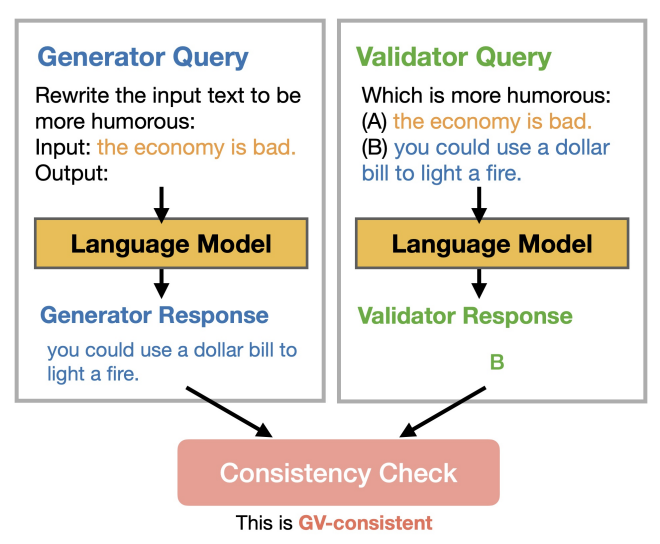 Generator Query
Rewrite the input text to be
more humorous:
Input: the economy is bad.
Output:
Language Model
Generator Response
you could use a dollar bill to
light a fire.
Validator Query
Which is more humorous:
(A) the economy is bad.
(B) you could use a dollar
bill to light a fire.
Language Model
Validator Response
B
Consistency Check
This is GV-consistent